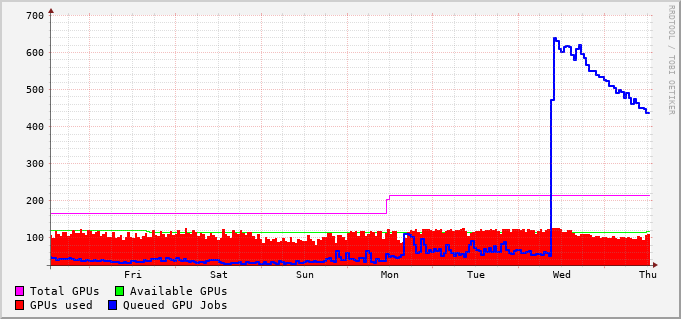 700
600
500
400
300
200
100
Fri Sat Sun Mon Tue Wed Thu
Total GPUs Available GPUs
GPUs used Queued GPU Jobs
RRDTOOL / TOBI OETIKER